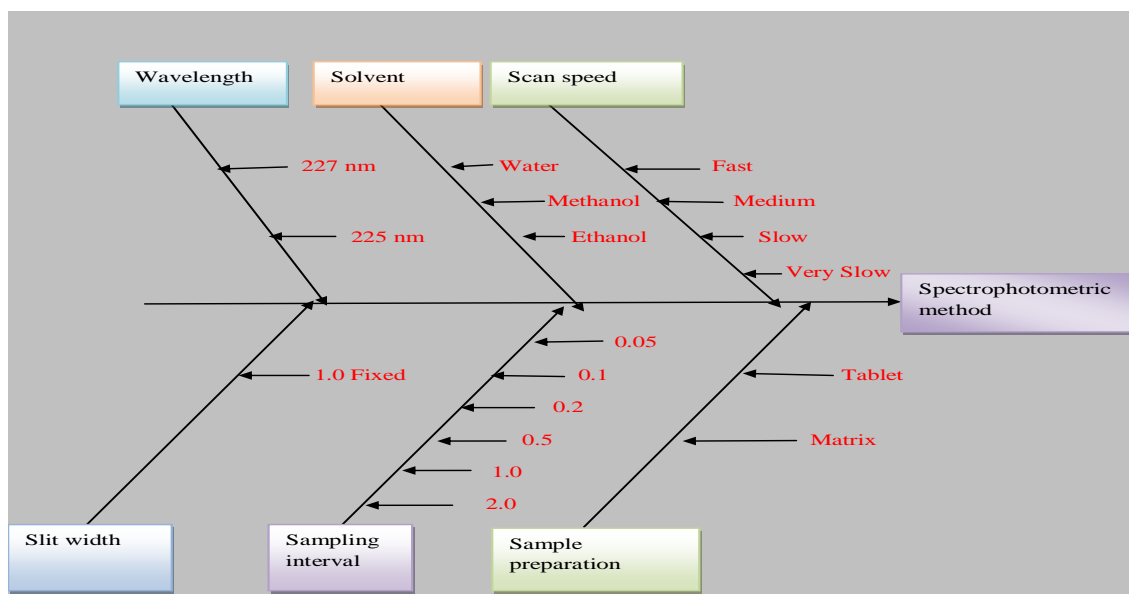 Wavelength
Solvent
Scan speed
227 nm
Water
Fast
Methanol
Medium
225 nm
Ethanol
Slow
Very Slow
Spectrophotometric
method
0.05
1.0 Fixed
0.1
Tablet
0.2
0.5
Matrix
1.0
2.0
Slit width
Sampling
interval
Sample
preparation